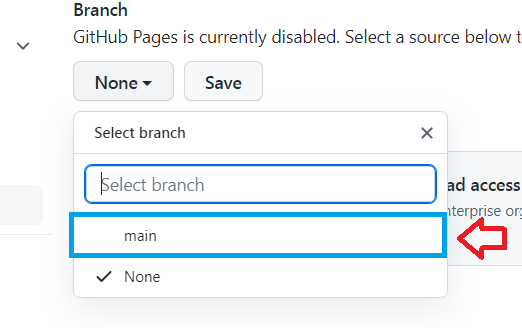 Branch
GitHub Pages is currently disabled. Select a source below t
None
Save
Select branch
Select branch
ad access
nterprise org
main
None